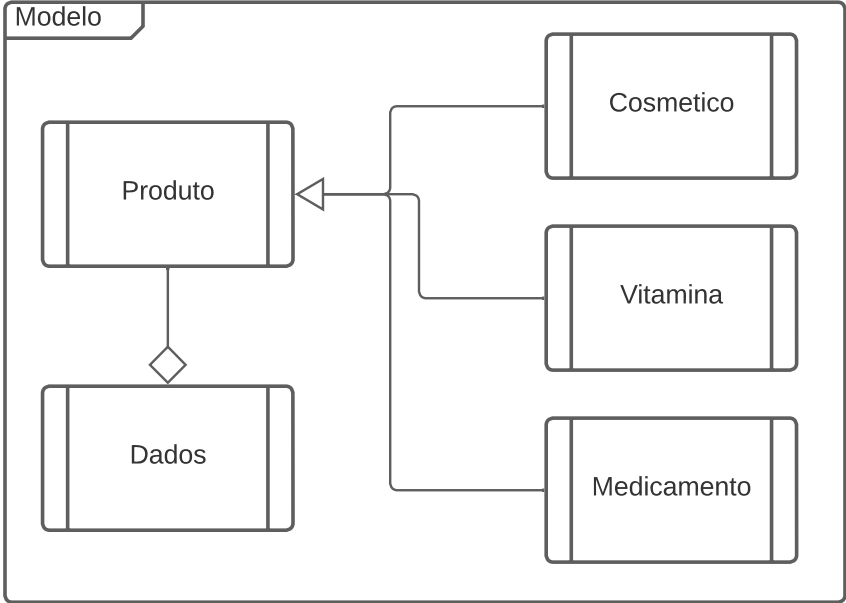 Modelo
Cosmetico
Produto
Vitamina
Dados
Medicamento